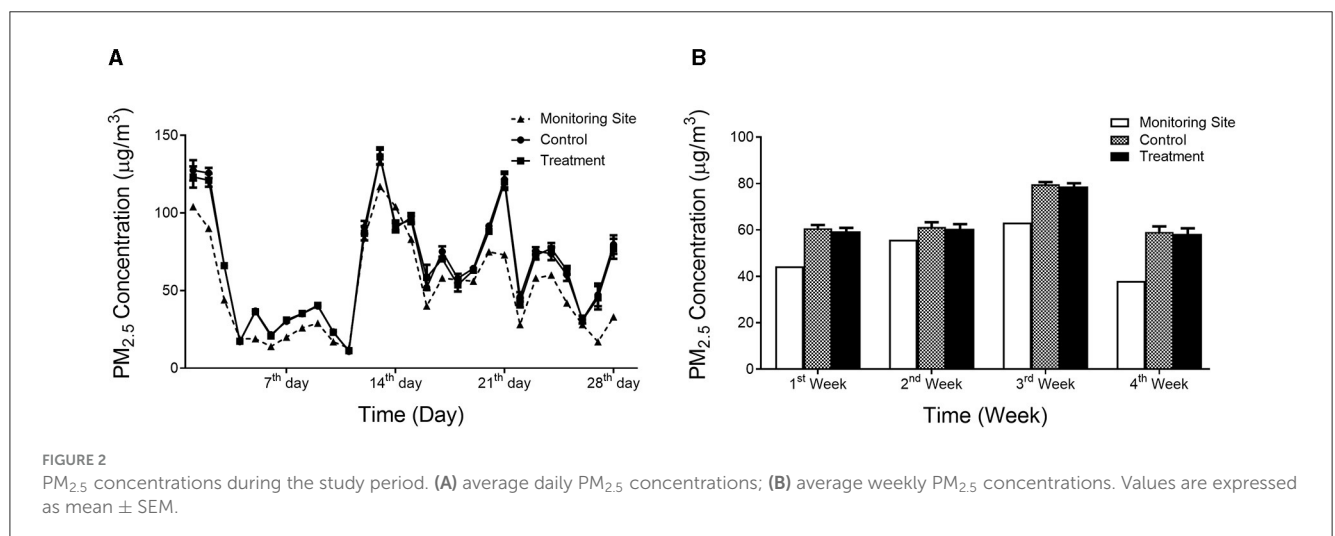 A
PM2.5 Concentration (μg/m³)
150
100
50
0
Monitoring Site
Control
Treatment
7th day
14th day
21th day
28th day
Time (Day)
B
PM2.5 Concentration (μg/m³)
100
80
60
40
20
0
Monitoring Site
Control
Treatment
1st Week
2nd Week
3rd Week
4th Week
Time (Week)
FIGURE 2
PM2.5 concentrations during the study period. (A) average daily PM2.5 concentrations; (B) average weekly PM2.5 concentrations. Values are expressed
as mean ± SEM.